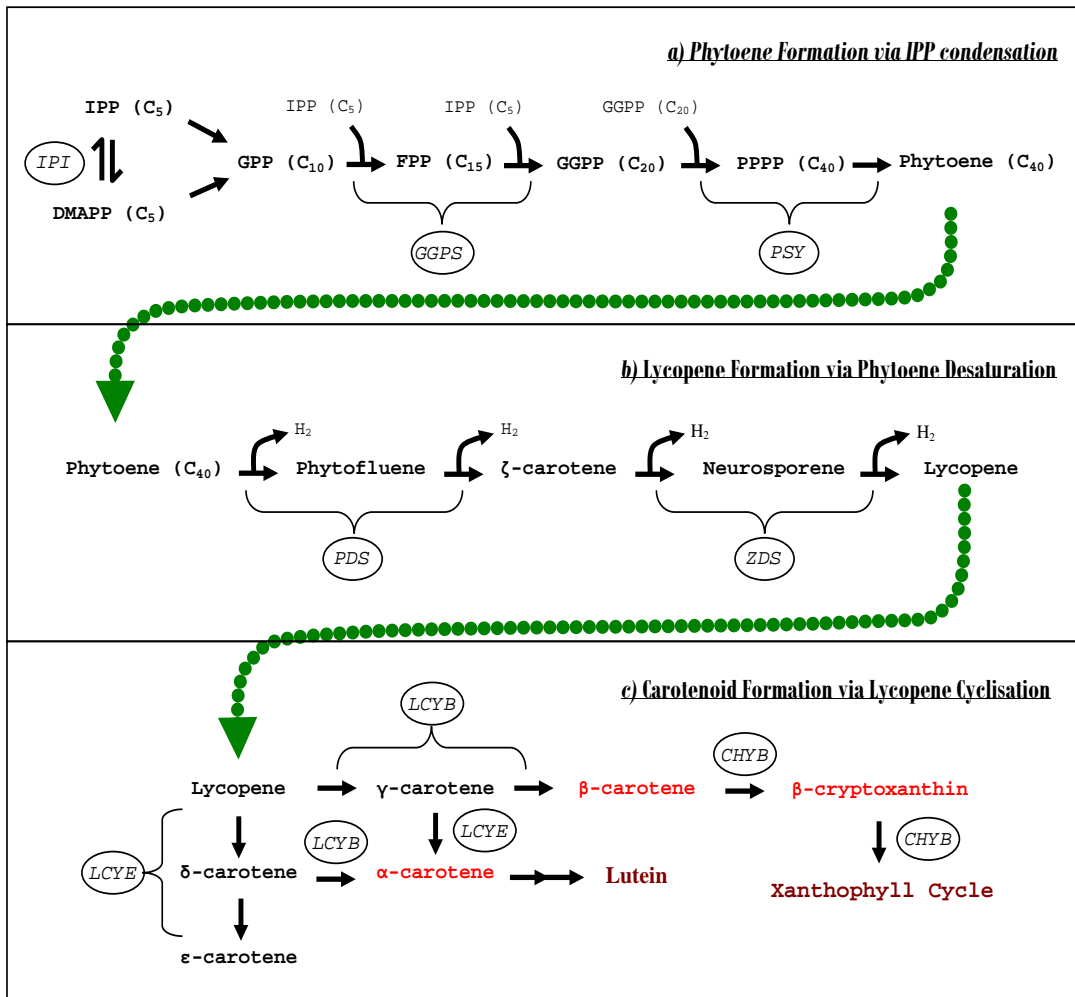 a) Phytoene Formation via IPP condensation
IPP (C₅) IPP (C₅) GGPP (C₂₀)
IPP (C₅)
IPI
GPP (C₁₀) FPP (C₁₅) GGPP (C₂₀) PPPP (C₄₀) Phytoene (C₄₀)
DMAPP (C₅)
GGPS PSY
b) Lycopene Formation via Phytoene Desaturation
H₂ H₂ H₂ H₂
Phytoene (C₄₀) Phytofluene ζ-carotene Neurosporene Lycopene
PDS ZDS
c) Carotenoid Formation via Lycopene Cyclisation
LCYB
CHYB
Lycopene γ-carotene β-carotene β-cryptoxanthin
LCYB LCYE CHYB
LCYE
δ-carotene α-carotene Lutein
Xanthophyll Cycle
ε-carotene